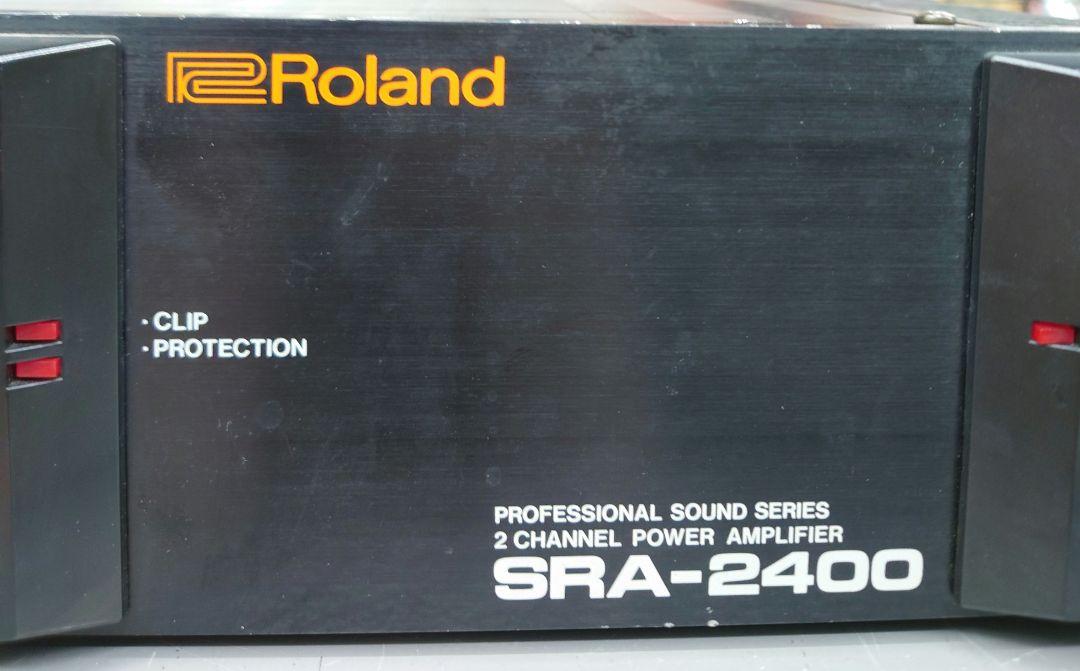 Roland
·CLIP
·PROTECTION
PROFESSIONAL SOUND SERIES
2 CHANNEL POWER AMPLIFIER
SRA-2400